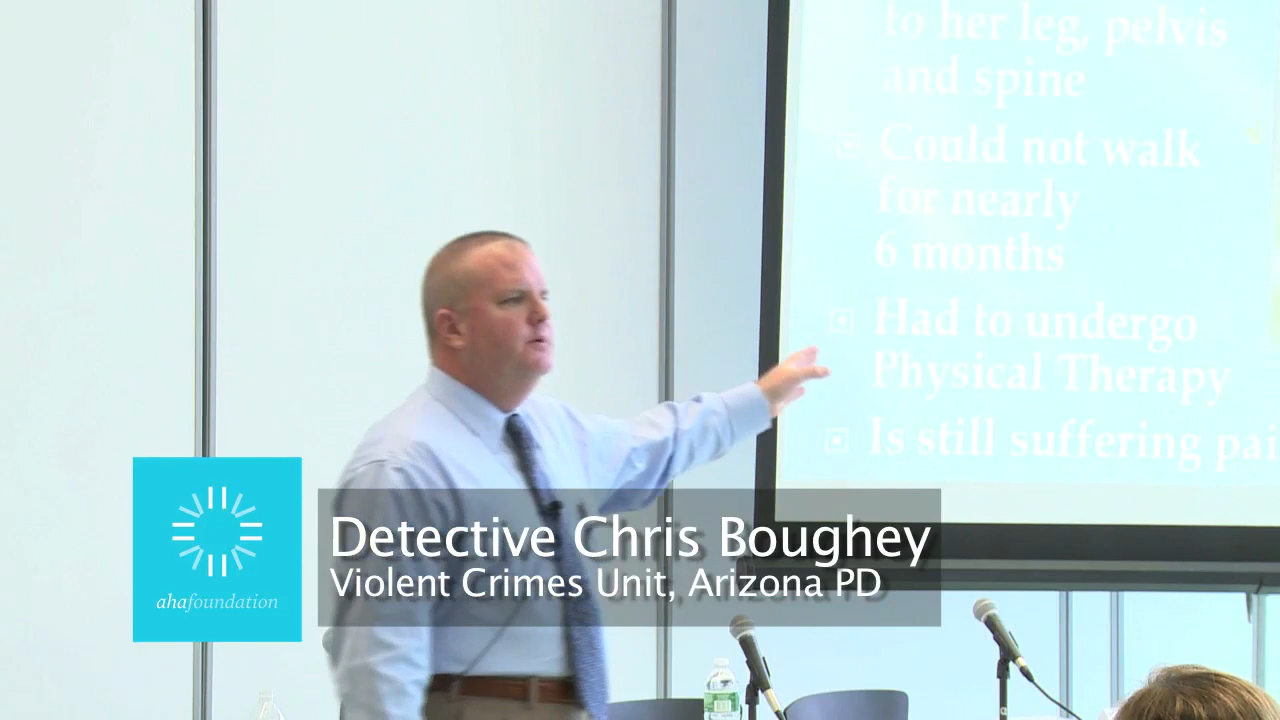 to her leg, pelvis
and spine
Could not walk
for nearly
6 months
Had to undergo
Physical Therapy
Is still suffering
Detective Chris Boughey
Violent Crimes Unit, Arizona PD
ahafoundation